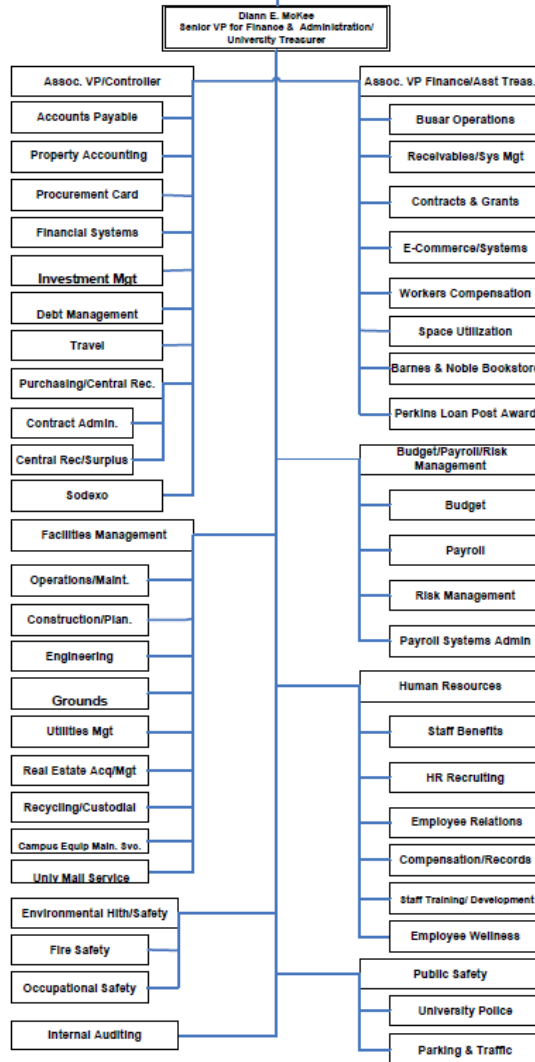 Diann E. McKee
Senior VP for Finance & Administration/
University Treasurer
Assoc. VP/Controller
Accounts Payable
Property Accounting
Procurement Card
Financial Systems
Investment Mgt
Debt Management
Travel
Purchasing/Central Rec.
Contract Admin.
Central Rec/Surplus
Sodexo
Facilities Management
Operations/Maint.
Construction/Plan.
Engineering
Grounds
Utilities Mgt
Real Estate Acq/Mgt
Recycling/Custodial
Campus Equip Main. Svo.
Univ Mail Service
Environmental Hlth/Safety
Fire Safety
Occupational Safety
Internal Auditing
Assoc. VP Finance/Asst Treas.
Busar Operations
Receivables/Sys Mgt
Contracts & Grants
E-Commerce/Systems
Workers Compensation
Space Utilization
Barnes & Noble Bookstore
Perkins Loan Post Award
Budget/Payroll/Risk
Management
Budget
Payroll
Risk Management
Payroll Systems Admin
Human Resources
Staff Benefits
HR Recruiting
Employee Relations
Compensation/Records
Staff Training/ Development
Employee Wellness
Public Safety
University Police
Parking & Traffic